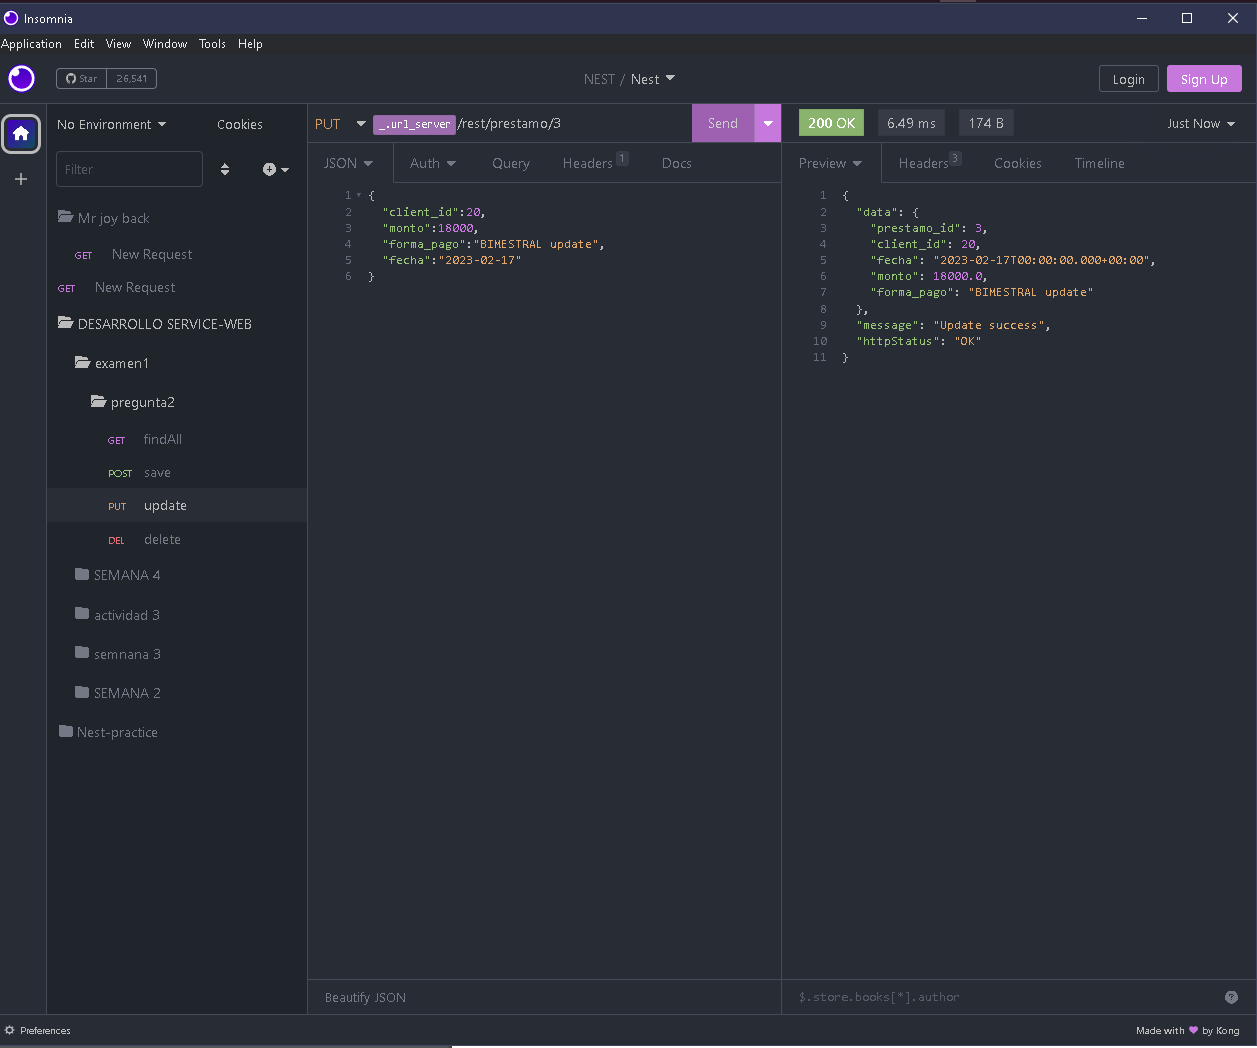 Insomnia
Application Edit View Window Tools Help
Star 26,541
NEST / Nest
Login Sign Up
No Environment Cookies
Filter
Mr joy back
GET New Request
GET New Request
DESARROLLO SERVICE-WEB
examen1
pregunta2
GET findAll
POST save
PUT update
DEL delete
SEMANA 4
actividad 3
semnana 3
SEMANA 2
Nest-practice
PUT _.url_server /rest/prestamo/3 Send
JSON Auth Query Headers 1 Docs
1 {
2 "client_id":20,
3 "monto":18000,
4 "forma_pago":"BIMESTRAL update",
5 "fecha":"2023-02-17"
6 }
Beautify JSON
200 OK 6.49 ms 174 B Just Now
Preview Headers 3 Cookies Timeline
1 {
2 "data": {
3 "prestamo_id": 3,
4 "client_id": 20,
5 "fecha": "2023-02-17T00:00:00.000+00:00",
6 "monto": 18000.0,
7 "forma_pago": "BIMESTRAL update"
8 },
9 "message": "Update success",
10 "httpStatus": "OK"
11 }
$.store.books[*].author
?
Preferences
Made with ♥ by Kong